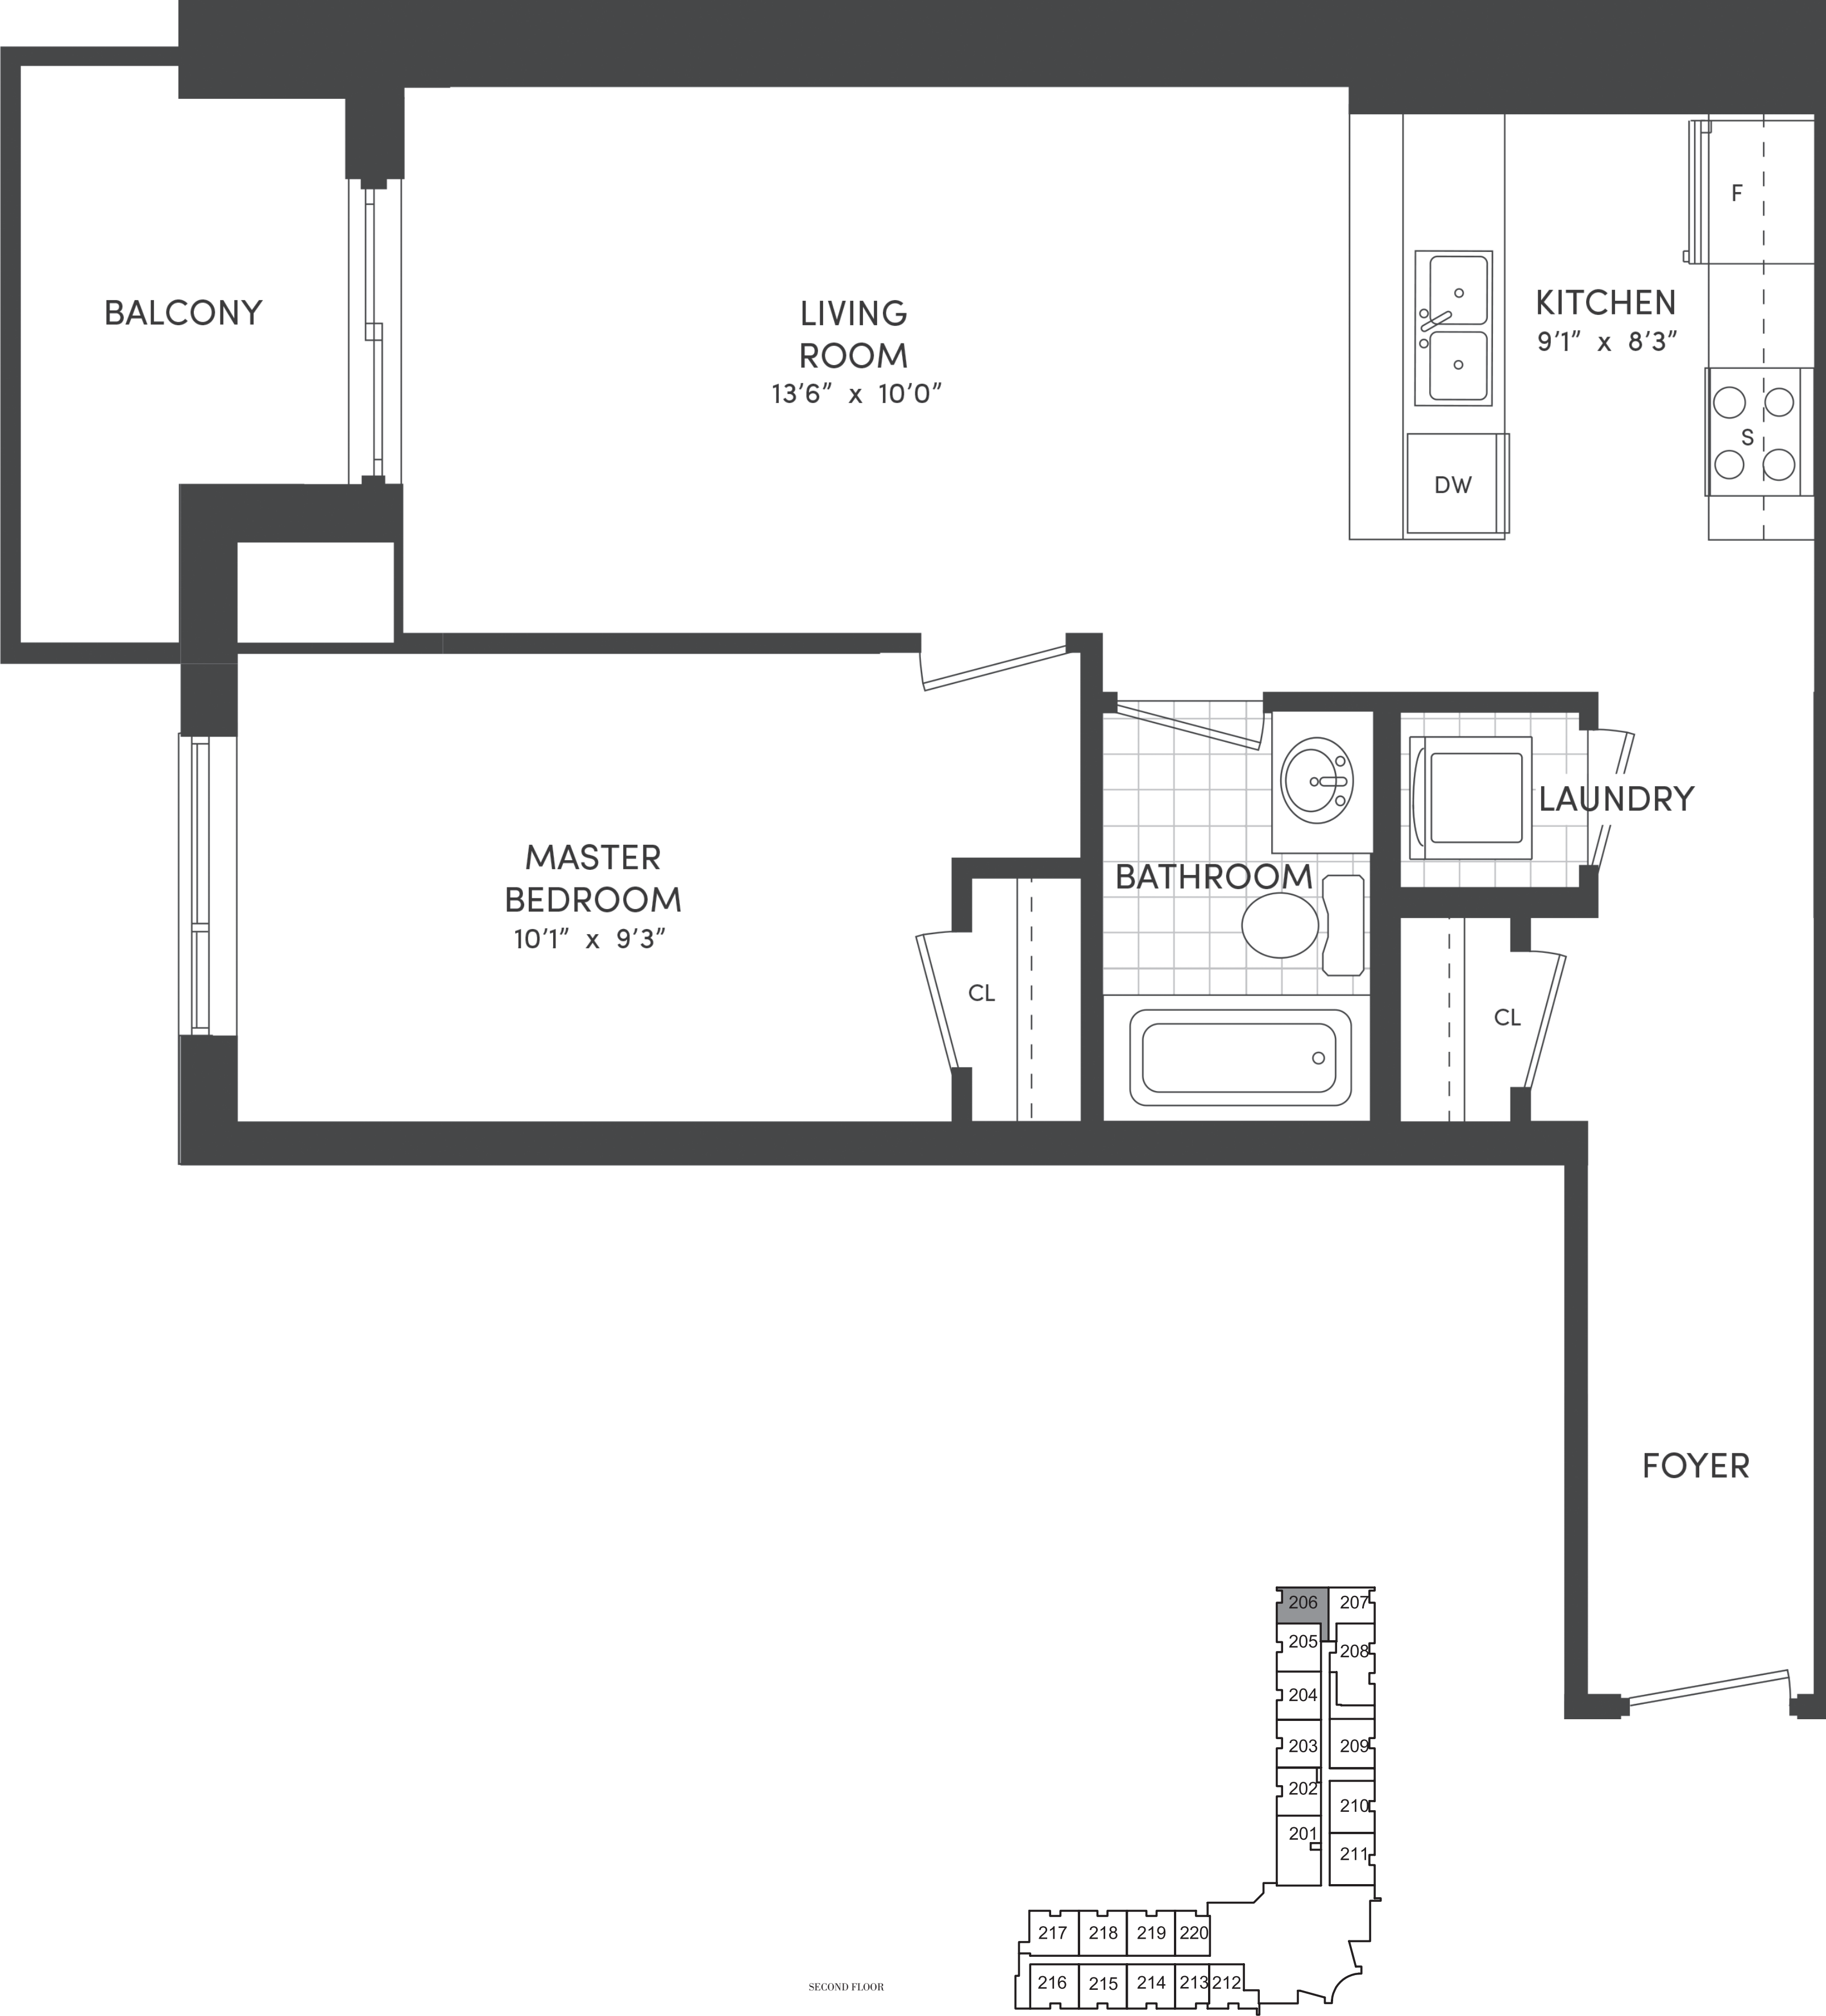 BALCONY
LIVING
ROOM
13’6” x 10’0”
KITCHEN
9’1” x 8’3”
F
S
DW
MASTER
BEDROOM
10’1” x 9’3”
CL
BATHROOM
LAUNDRY
CL
FOYER
206
207
205
208
204
203
209
202
210
201
211
217
218
219
220
216
215
214
213
212
SECOND FLOOR